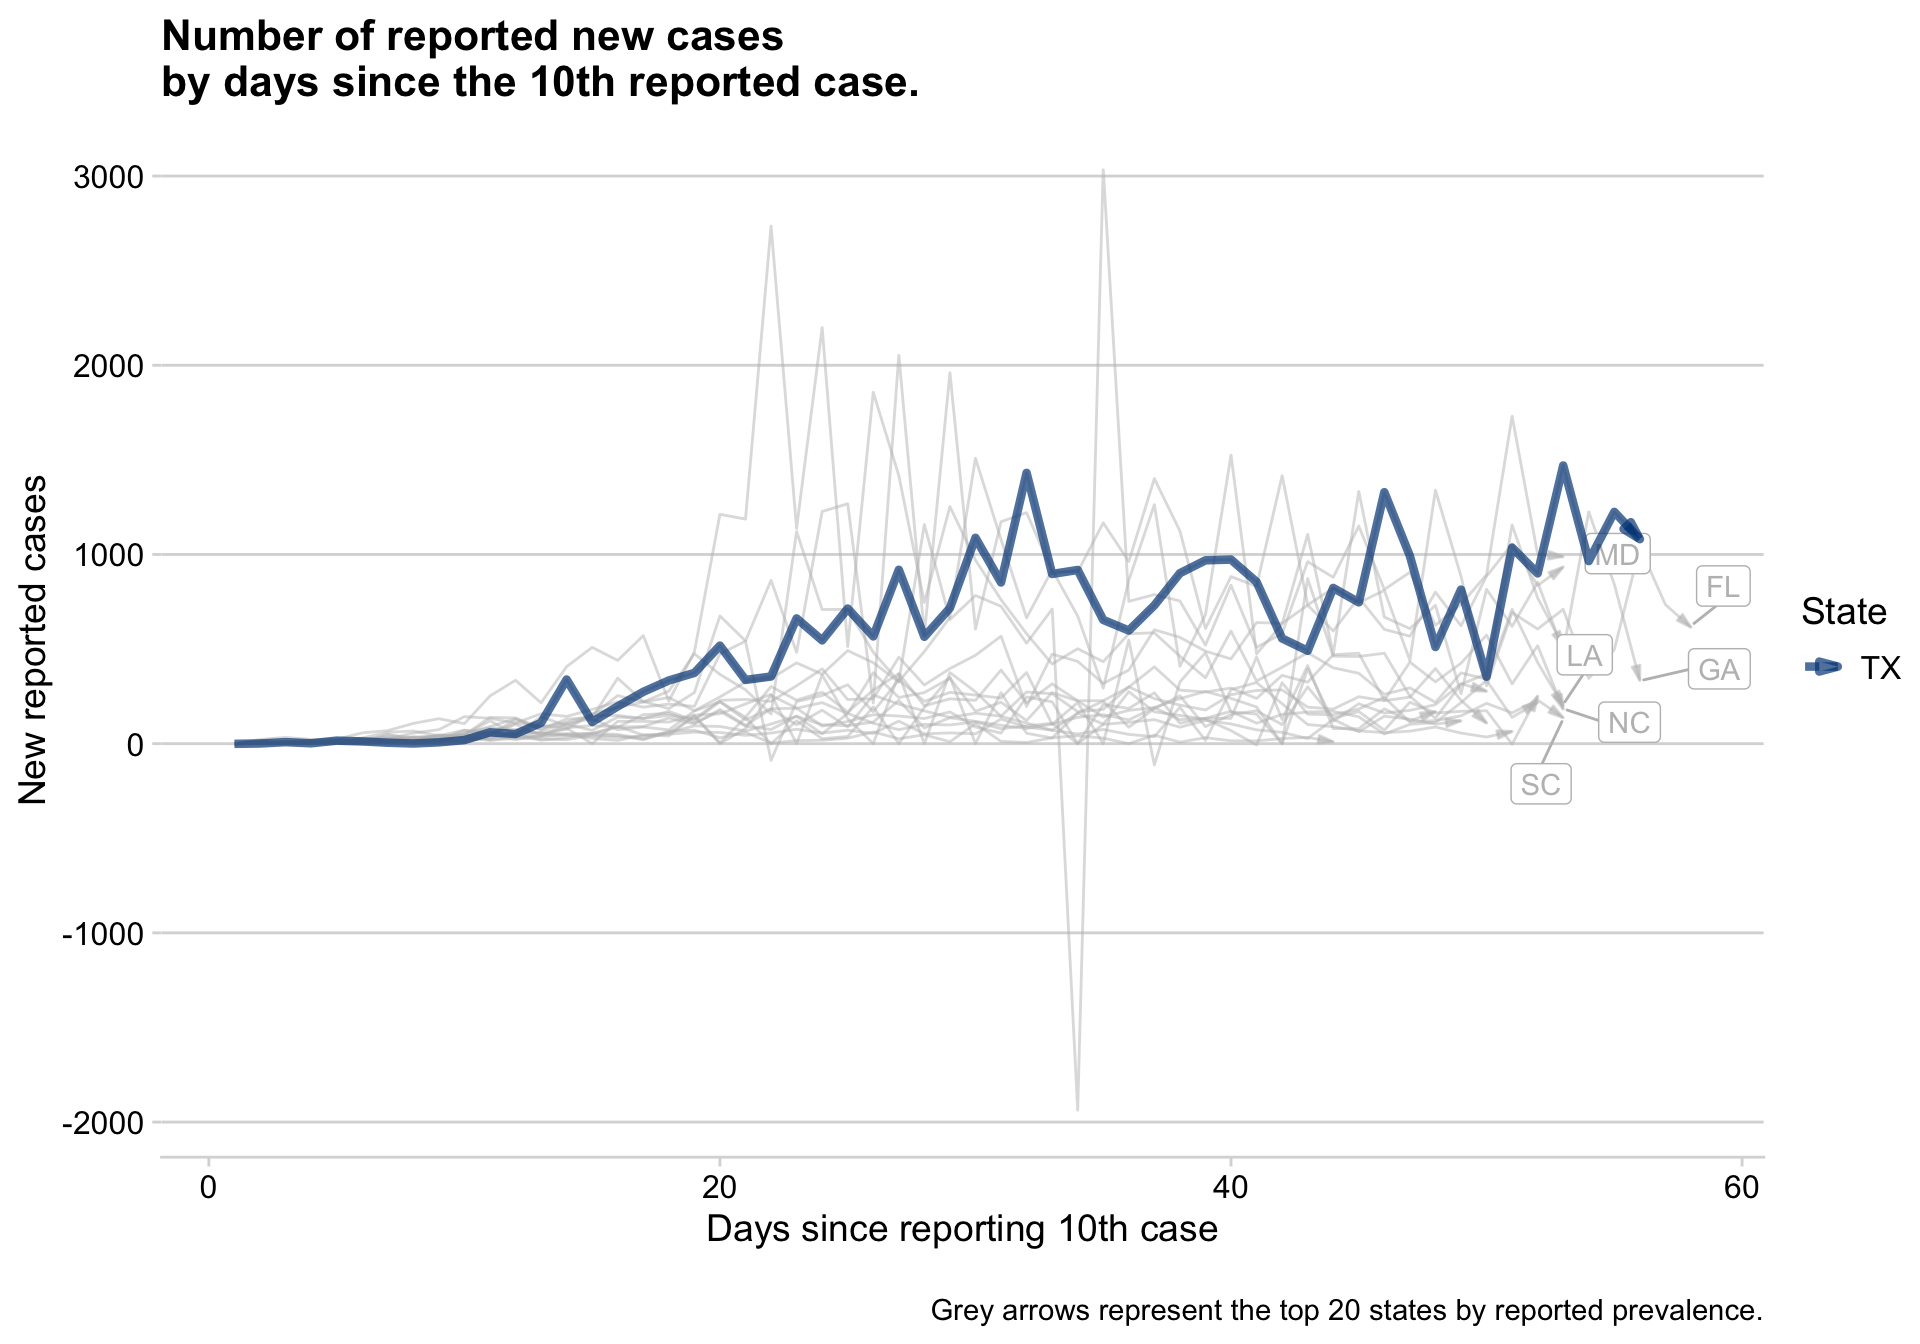 Number of reported new cases
by days since the 10th reported case.
3000
2000
1000
0
-1000
-2000
New reported cases
MD
FL
LA
GA
NC
SC
State
TX
0
20
40
60
Days since reporting 10th case
Grey arrows represent the top 20 states by reported prevalence.